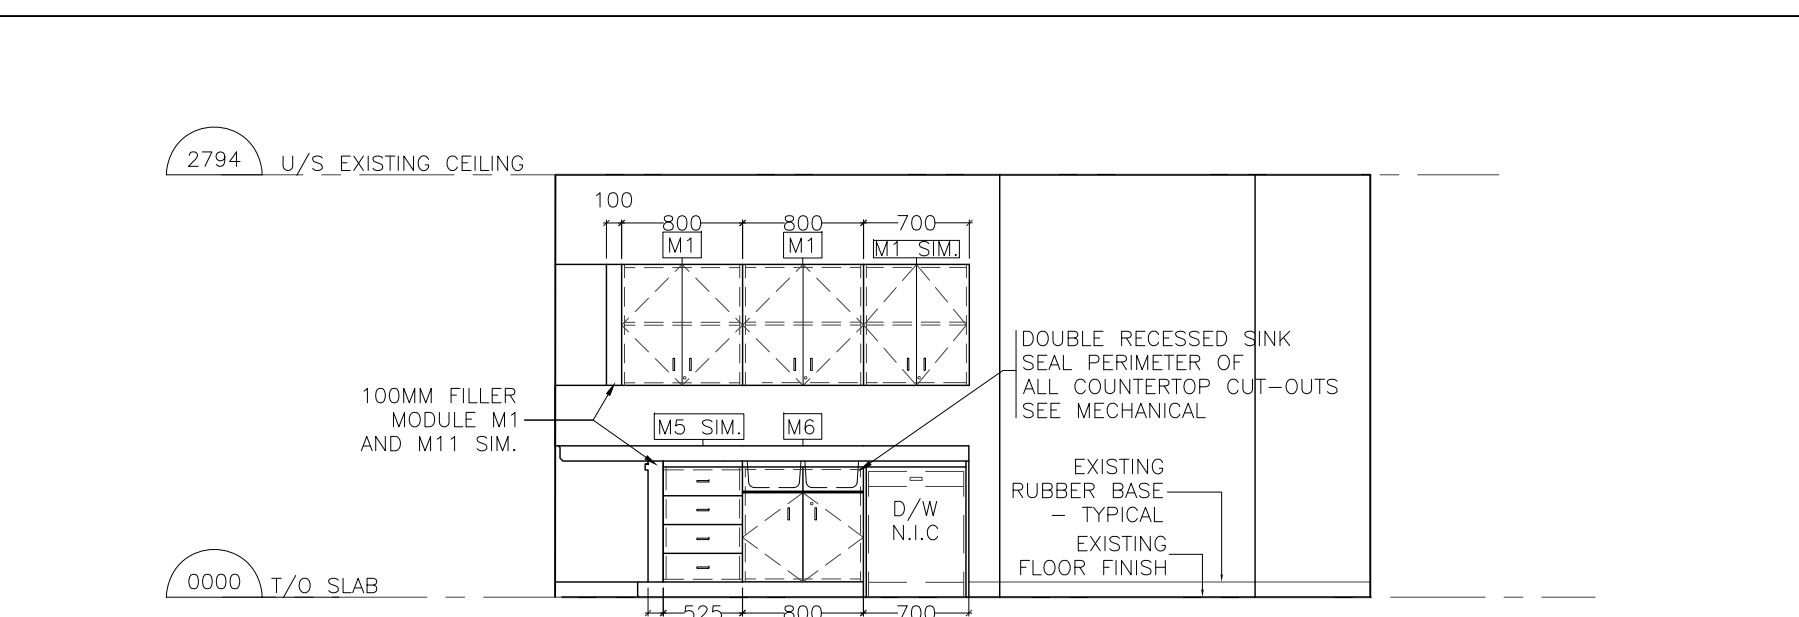 2794
U/S EXISTING CEILING
100
800
800
700
M1
M1
M1 SIM.
DOUBLE RECESSED SINK
SEAL PERIMETER OF
ALL COUNTERTOP CUT-OUTS
SEE MECHANICAL
100MM FILLER
MODULE M1
AND M11 SIM.
M5 SIM.
M6
EXISTING
RUBBER BASE
- TYPICAL
D/W
N.I.C
EXISTING
FLOOR FINISH
0000
T/O SLAB
525
800
700